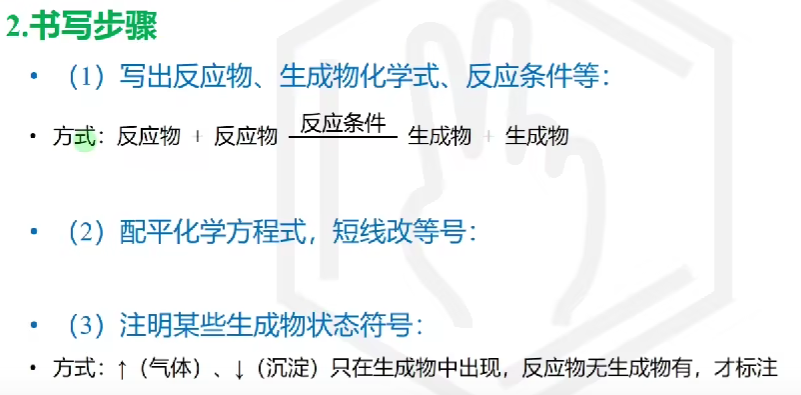 2.书写步骤
• （1）写出反应物、生成物化学式、反应条件等：
• 方式：反应物 + 反应物 反应条件 生成物 + 生成物
• （2）配平化学方程式，短线改等号：
• （3）注明某些生成物状态符号：
• 方式：↑（气体）、↓（沉淀）只在生成物中出现，反应物无生成物有，才标注